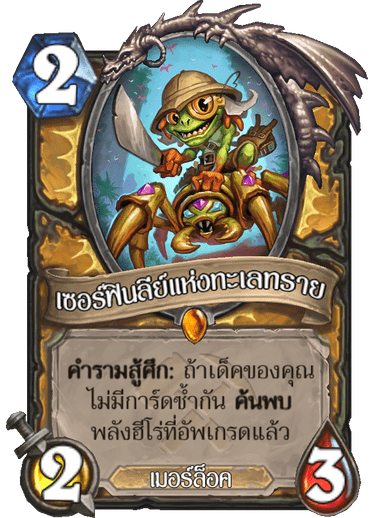 2
เซอร์ฟินลีย์แห่งทะเลทราย
คำรามสู้ศึก: ถ้าเด็คของคุณ
ไม่มีการ์ดซ้ำกัน ค้นพบ
พลังฮีโร่ที่อัพเกรดแล้ว
2
เมอร์ล็อค
3